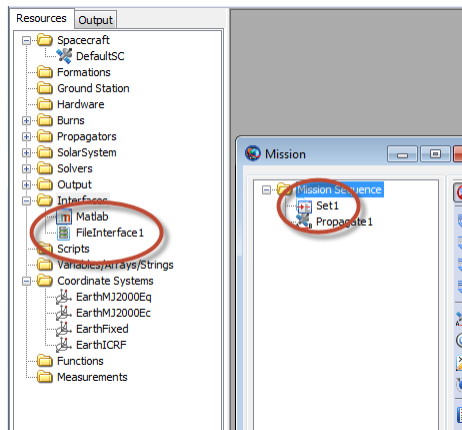 Resources Output
Spacecraft
DefaultSC
Formations
Ground Station
Hardware
Burns
Propagators
SolarSystem
Solvers
Output
Interfaces
Matlab
FileInterface1
Scripts
Variables/Arrays/Strings
Coordinate Systems
EarthMJ2000Eq
EarthMJ2000Ec
EarthFixed
EarthICRF
Functions
Measurements
Mission
Mission Sequence
Set1
Propagate1